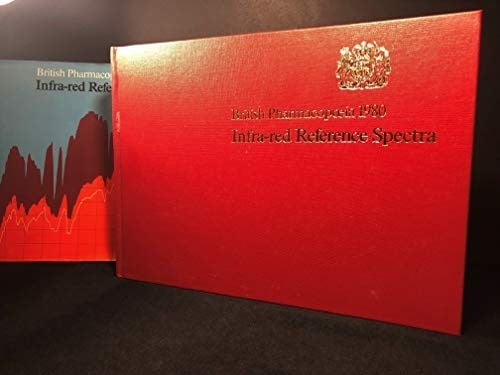 British Pharmacop
Infra-red Refe
British Pharmacopoeia 1980
Infra-red Reference Spectra